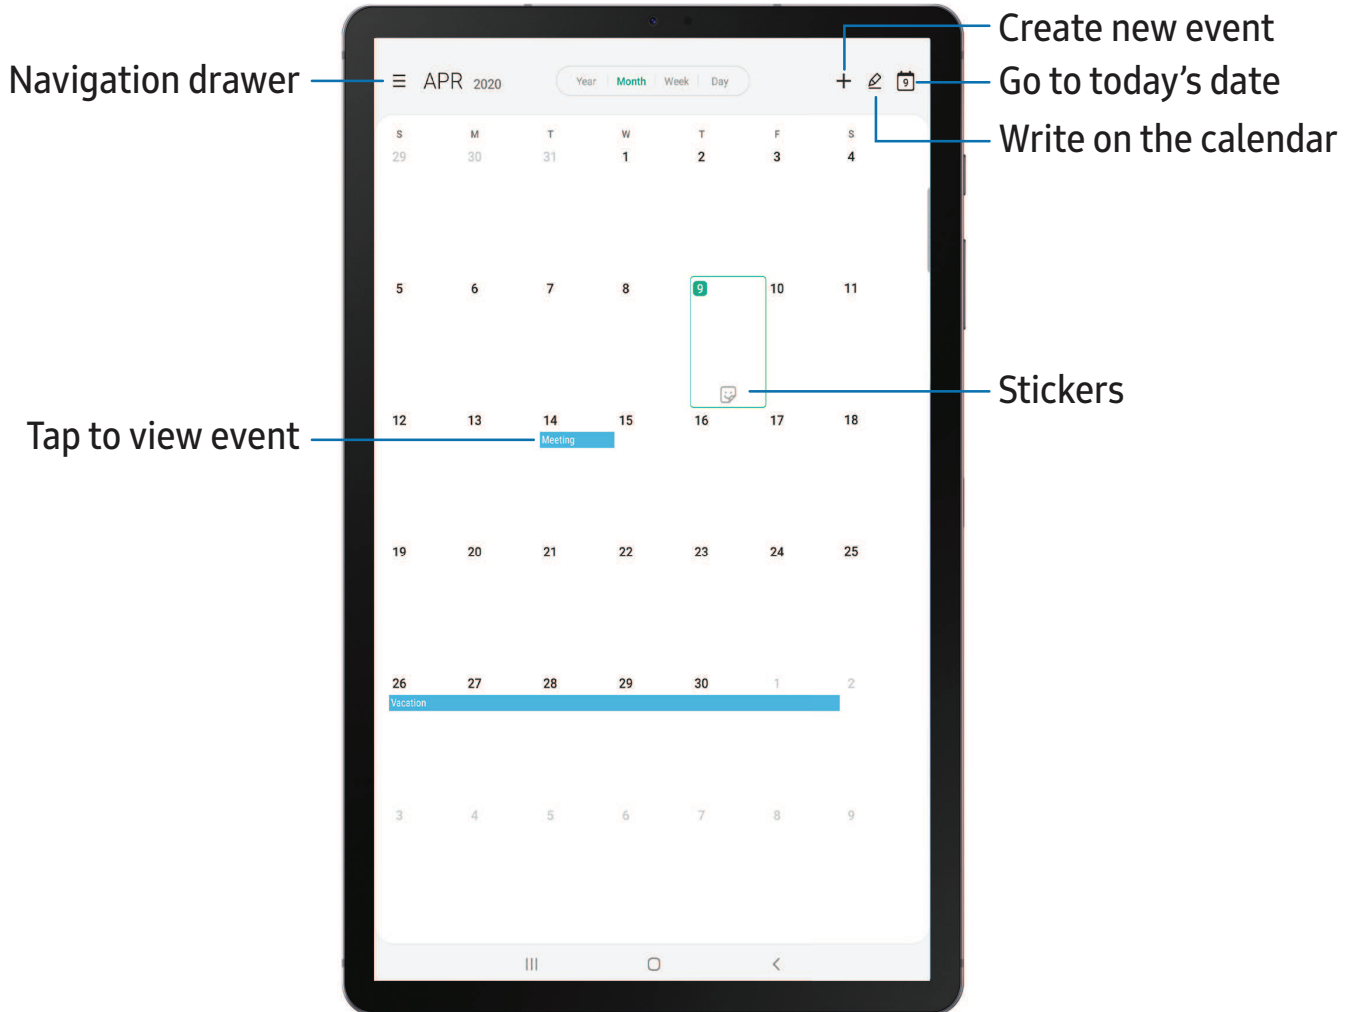 Create new event
Navigation drawer
APR 2020
Year Month Week Day
9
Go to today's date
Write on the calendar
S M T W T F S
29 30 31 1 2 3 4
5 6 7 8 9 10 11
Stickers
12 13 14 15 16 17 18
Tap to view event
Meeting
19 20 21 22 23 24 25
26 27 28 29 30 1 2
Vacation
3 4 5 6 7 8 9